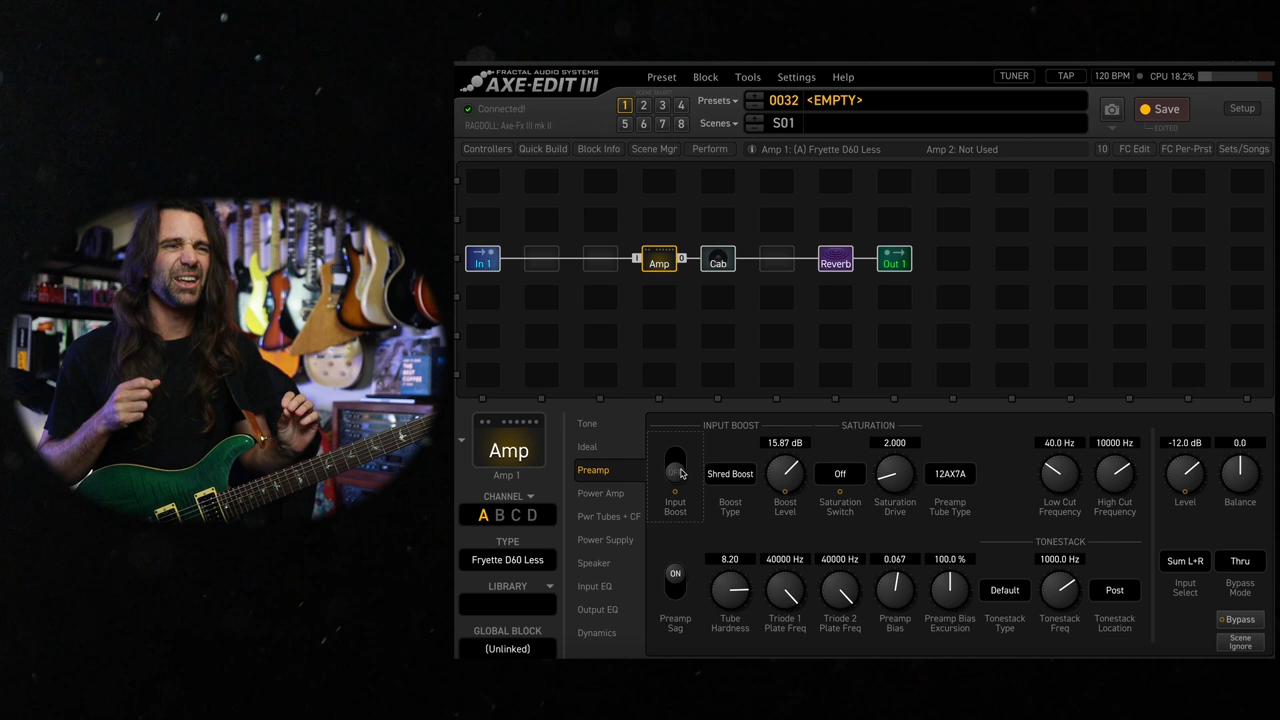 FRACTAL AUDIO SYSTEMS
AXE-EDIT III
Preset Block Tools Settings Help
TUNER TAP 120 BPM CPU 18.2%
Connected!
RAGDOLL: Axe-Fx III mk II
SCENE SELECT
1 2 3 4
5 6 7 8
Presets 0032 <EMPTY>
Scenes S01
Save
EDITED
Setup
Controllers Quick Build Block Info Scene Mgr Perform Amp 1: (A) Fryette D60 Less Amp 2: Not Used 10 FC Edit FC Per-Prst Sets/Songs
In 1 I Amp O Cab Reverb Out 1
Amp
Amp 1
CHANNEL
A B C D
TYPE
Fryette D60 Less
LIBRARY
GLOBAL BLOCK
(Unlinked)
Tone
Ideal
Preamp
Power Amp
Pwr Tubes + CF
Power Supply
Speaker
Input EQ
Output EQ
Dynamics
INPUT BOOST SATURATION
15.87 dB 2.000 40.0 Hz 10000 Hz -12.0 dB 0.0
OFF Shred Boost Off 12AX7A
Input Boost
Boost Type
Boost Level
Saturation Switch
Saturation Drive
Preamp Tube Type
Low Cut Frequency
High Cut Frequency
Level
Balance
TONESTACK
8.20 40000 Hz 40000 Hz 0.067 100.0 % 1000.0 Hz
ON Default Post
Sum L+R Thru
Preamp Sag
Tube Hardness
Triode 1 Plate Freq
Triode 2 Plate Freq
Preamp Bias
Preamp Bias Excursion
Tonestack Type
Tonestack Freq
Tonestack Location
Input Select
Bypass Mode
Bypass
Scene Ignore
THE BEST COFFEE